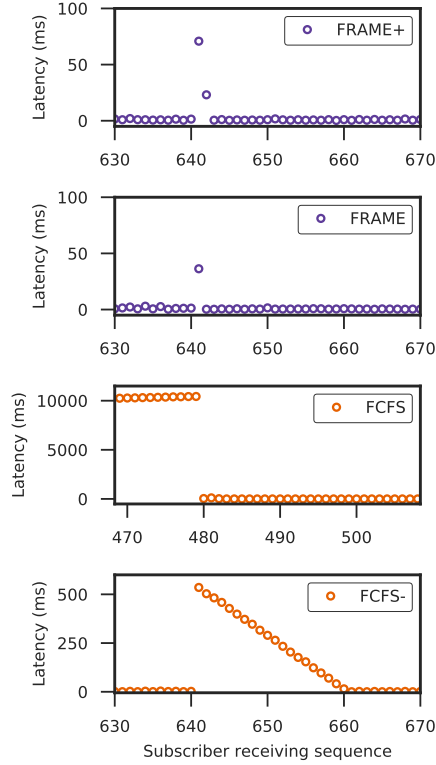 100
FRAME+
Latency (ms)
50
0
630 640 650 660 670
100
FRAME
Latency (ms)
50
0
630 640 650 660 670
10000
FCFS
Latency (ms)
5000
0
470 480 490 500
500
FCFS-
Latency (ms)
250
0
630 640 650 660 670
Subscriber receiving sequence